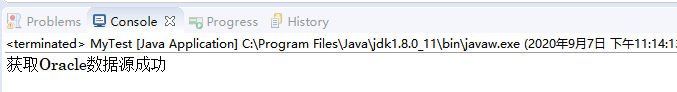 Problems Console Progress History
<terminated> MyTest [Java Application] C:\Program Files\Java\jdk1.8.0_11\bin\javaw.exe (2020年9月7日 下午11:14:1
获取Oracle数据源成功